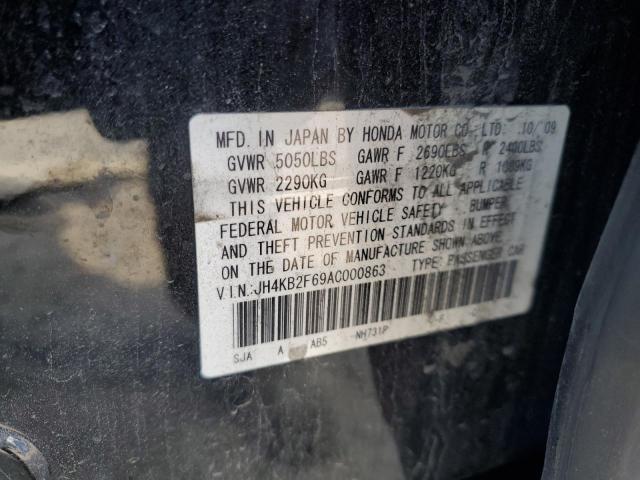 MFD. IN JAPAN BY HONDA MOTOR CO., LTD. 10/ 09
GVWR 5050LBS GAWR F 2690LBS R 2400LBS
GVWR 2290KG GAWR F 1220KG R 1089KG
THIS VEHICLE CONFORMS TO ALL APPLICABLE
FEDERAL MOTOR VEHICLE SAFETY, BUMPER,
AND THEFT PREVENTION STANDARDS IN EFFECT
ON THE DATE OF MANUFACTURE SHOWN ABOVE.
V.I.N.:JH4KB2F69AC000863 TYPE: PASSENGER CAR
SJA A AB5 NH731P